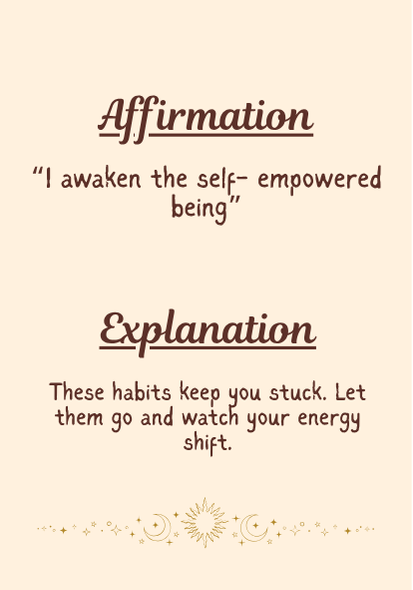 Affirmation
“I awaken the self- empowered
being”
Explanation
These habits keep you stuck. Let
them go and watch your energy
shift.